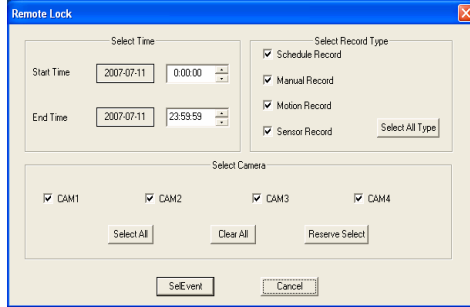 Remote Lock
Select Time
Select Record Type
Start Time 2007-07-11 0:00:00
End Time 2007-07-11 23:59:59
Schedule Record
Manual Record
Motion Record
Sensor Record
Select All Type
Select Camera
CAM1 CAM2 CAM3 CAM4
Select All Clear All Reserve Select
SelEvent Cancel